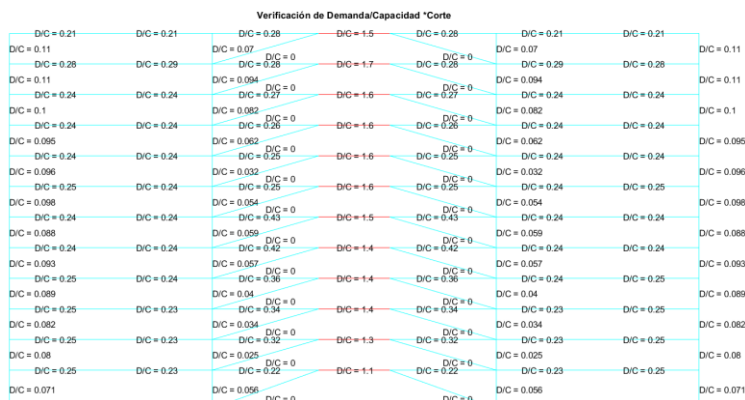 Verificación de Demanda/Capacidad *Corte
D/C = 0.21 D/C = 0.21 D/C = 0.28 D/C = 1.5 D/C = 0.28 D/C = 0.21 D/C = 0.21
D/C = 0.11 D/C = 0.07 D/C = 0 D/C = 0 D/C = 0.07 D/C = 0.11
D/C = 0.28 D/C = 0.29 D/C = 0.28 D/C = 1.7 D/C = 0.28 D/C = 0.29 D/C = 0.28
D/C = 0.11 D/C = 0.094 D/C = 0 D/C = 0 D/C = 0.094 D/C = 0.11
D/C = 0.24 D/C = 0.24 D/C = 0.27 D/C = 1.6 D/C = 0.27 D/C = 0.24 D/C = 0.24
D/C = 0.1 D/C = 0.082 D/C = 0 D/C = 0 D/C = 0.082 D/C = 0.1
D/C = 0.24 D/C = 0.24 D/C = 0.26 D/C = 1.6 D/C = 0.26 D/C = 0.24 D/C = 0.24
D/C = 0.095 D/C = 0.062 D/C = 0 D/C = 0 D/C = 0.062 D/C = 0.095
D/C = 0.24 D/C = 0.24 D/C = 0.25 D/C = 1.6 D/C = 0.25 D/C = 0.24 D/C = 0.24
D/C = 0.096 D/C = 0.032 D/C = 0 D/C = 0 D/C = 0.032 D/C = 0.096
D/C = 0.25 D/C = 0.24 D/C = 0.25 D/C = 1.6 D/C = 0.25 D/C = 0.24 D/C = 0.25
D/C = 0.098 D/C = 0.054 D/C = 0 D/C = 0 D/C = 0.054 D/C = 0.098
D/C = 0.24 D/C = 0.24 D/C = 0.43 D/C = 1.5 D/C = 0.43 D/C = 0.24 D/C = 0.24
D/C = 0.088 D/C = 0.059 D/C = 0 D/C = 0 D/C = 0.059 D/C = 0.088
D/C = 0.24 D/C = 0.24 D/C = 0.42 D/C = 1.4 D/C = 0.42 D/C = 0.24 D/C = 0.24
D/C = 0.093 D/C = 0.057 D/C = 0 D/C = 0 D/C = 0.057 D/C = 0.093
D/C = 0.25 D/C = 0.24 D/C = 0.36 D/C = 1.4 D/C = 0.36 D/C = 0.24 D/C = 0.25
D/C = 0.089 D/C = 0.04 D/C = 0 D/C = 0 D/C = 0.04 D/C = 0.089
D/C = 0.25 D/C = 0.23 D/C = 0.34 D/C = 1.4 D/C = 0.34 D/C = 0.23 D/C = 0.25
D/C = 0.082 D/C = 0.034 D/C = 0 D/C = 0 D/C = 0.034 D/C = 0.082
D/C = 0.25 D/C = 0.23 D/C = 0.32 D/C = 1.3 D/C = 0.32 D/C = 0.23 D/C = 0.25
D/C = 0.08 D/C = 0.025 D/C = 0 D/C = 0 D/C = 0.025 D/C = 0.08
D/C = 0.25 D/C = 0.23 D/C = 0.22 D/C = 1.1 D/C = 0.22 D/C = 0.23 D/C = 0.25
D/C = 0.071 D/C = 0.056 D/C = 0.056 D/C = 0.071